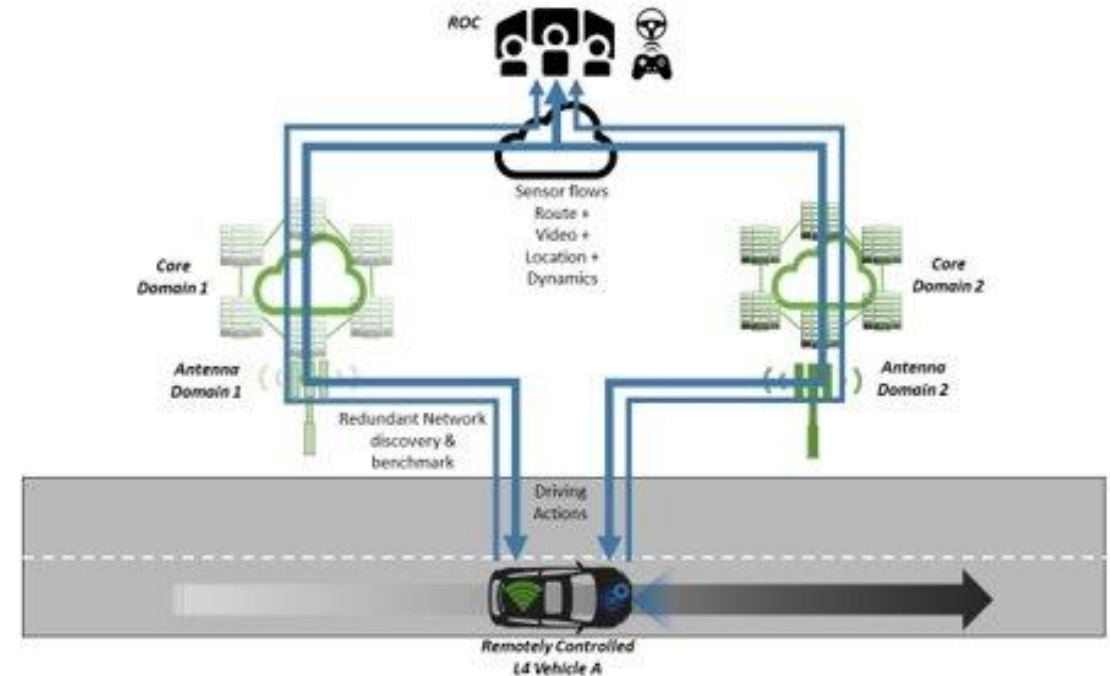 ROC
Sensor flows
Route +
Video +
Location +
Dynamics
Core
Domain 1
Core
Domain 2
Antenna
Domain 1
Antenna
Domain 2
Redundant Network
discovery &
benchmark
Driving
Actions
Remotely Controlled
L4 Vehicle A